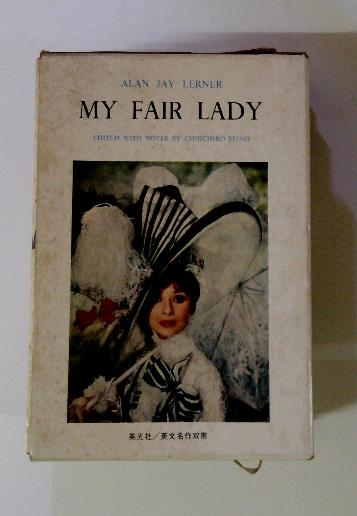 ALAN JAY LERNER
MY FAIR LADY
EDITED WITH NOTES BY CHOICHIRO SEINO
英光社／英文名作双書